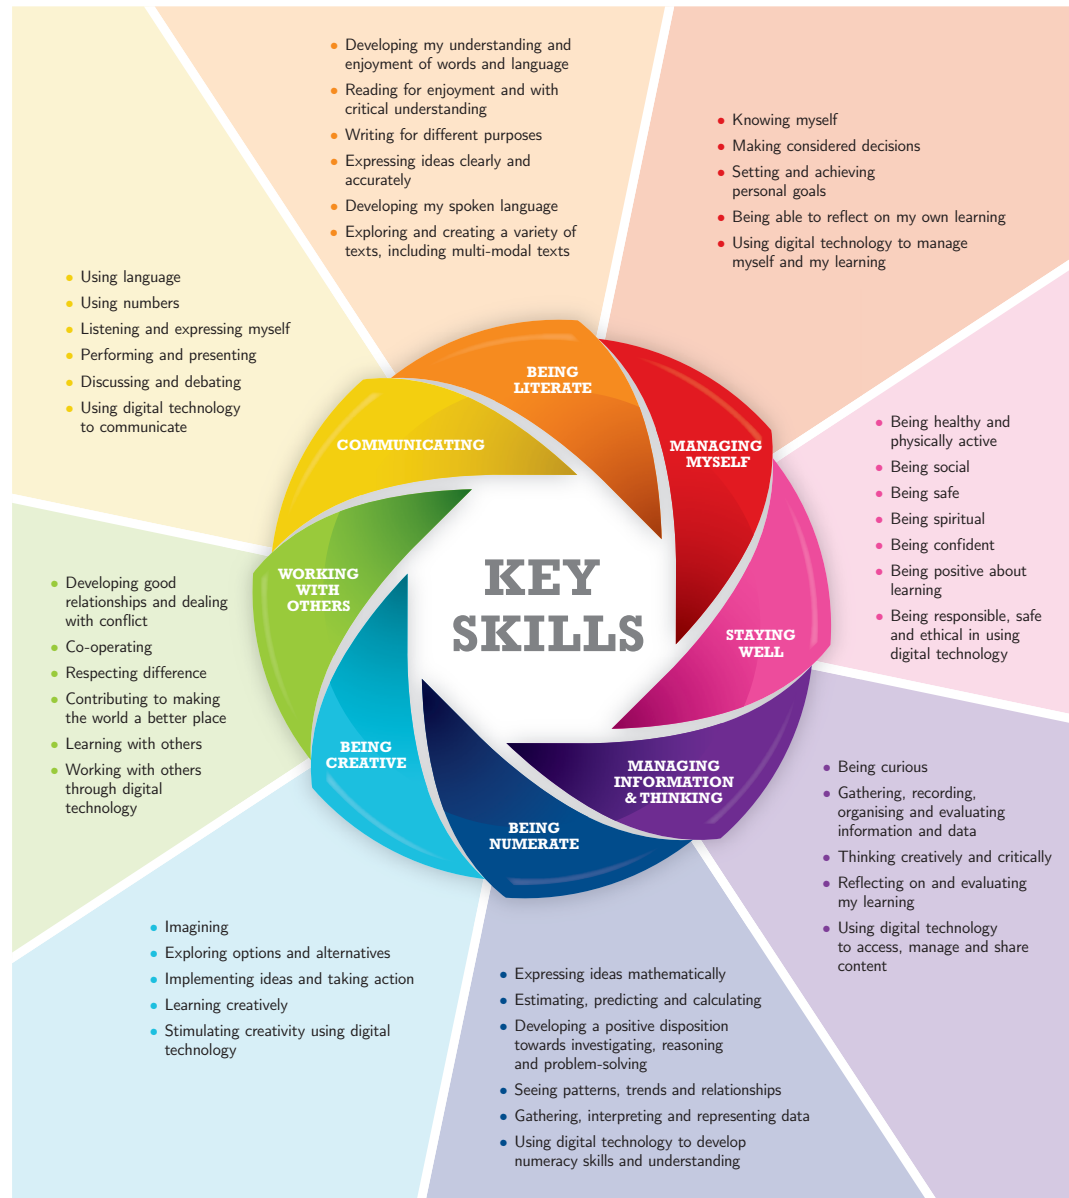 KEY
SKILLS
BEING
LITERATE
• Developing my understanding and
enjoyment of words and language
• Reading for enjoyment and with
critical understanding
• Writing for different purposes
• Expressing ideas clearly and
accurately
• Developing my spoken language
• Exploring and creating a variety of
texts, including multi-modal texts
MANAGING
MYSELF
• Knowing myself
• Making considered decisions
• Setting and achieving
personal goals
• Being able to reflect on my own learning
• Using digital technology to manage
myself and my learning
STAYING
WELL
• Being healthy and
physically active
• Being social
• Being safe
• Being spiritual
• Being confident
• Being positive about
learning
• Being responsible, safe
and ethical in using
digital technology
MANAGING
INFORMATION
& THINKING
• Being curious
• Gathering, recording,
organising and evaluating
information and data
• Thinking creatively and critically
• Reflecting on and evaluating
my learning
• Using digital technology
to access, manage and share
content
BEING
NUMERATE
• Expressing ideas mathematically
• Estimating, predicting and calculating
• Developing a positive disposition
towards investigating, reasoning
and problem-solving
• Seeing patterns, trends and relationships
• Gathering, interpreting and representing data
• Using digital technology to develop
numeracy skills and understanding
BEING
CREATIVE
• Imagining
• Exploring options and alternatives
• Implementing ideas and taking action
• Learning creatively
• Stimulating creativity using digital
technology
WORKING
WITH
OTHERS
• Developing good
relationships and dealing
with conflict
• Co-operating
• Respecting difference
• Contributing to making
the world a better place
• Learning with others
• Working with others
through digital
technology
COMMUNICATING
• Using language
• Using numbers
• Listening and expressing myself
• Performing and presenting
• Discussing and debating
• Using digital technology
to communicate